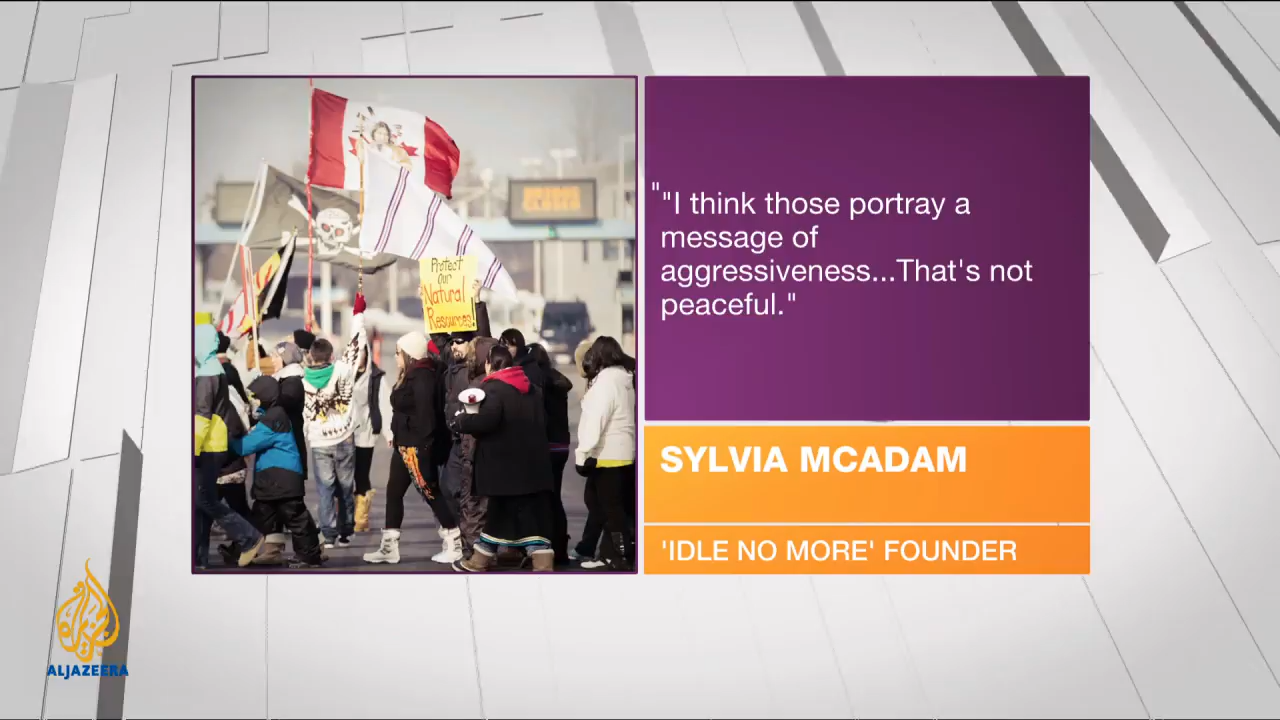 Protect
Our
Natural
Resources!
"
"I think those portray a
message of
aggressiveness...That's not
peaceful."
SYLVIA MCADAM
'IDLE NO MORE' FOUNDER
ALJAZEERA